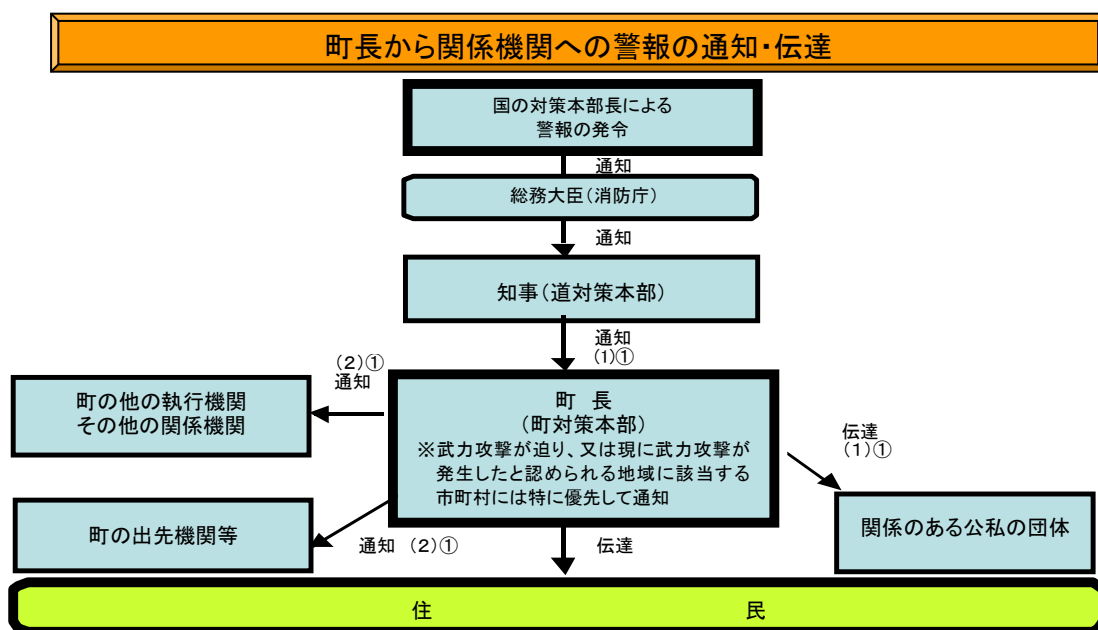 町長から関係機関への警報の通知・伝達
国の対策本部長による
警報の発令
通知
総務大臣(消防庁)
通知
知事(道対策本部)
通知
(1)①
(2)①
通知
町の他の執行機関
その他の関係機関
町 長
(町対策本部)
※武力攻撃が迫り、又は現に武力攻撃が
発生したと認められる地域に該当する
市町村には特に優先して通知
伝達
(1)①
町の出先機関等
通知 (2)①
伝達
関係のある公私の団体
住 民